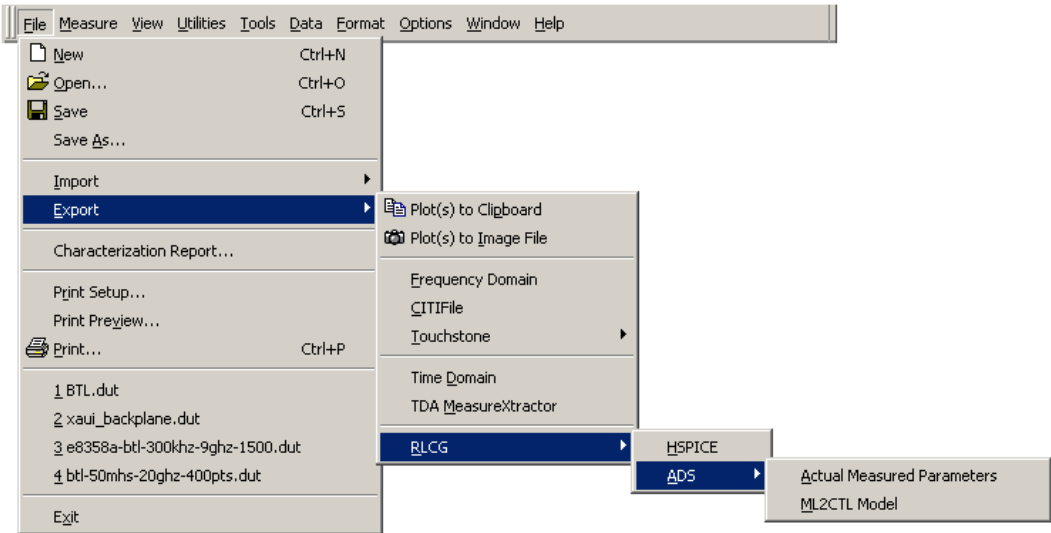 File Measure View Utilities Tools Data Format Options Window Help
New Ctrl+N
Open... Ctrl+O
Save Ctrl+S
Save As...
Import
Export
Characterization Report...
Print Setup...
Print Preview...
Print... Ctrl+P
1 BTL.dut
2 xaui_backplane.dut
3 e8358a-btl-300khz-9ghz-1500.dut
4 btl-50mhs-20ghz-400pts.dut
Exit
Plot(s) to Clipboard
Plot(s) to Image File
Frequency Domain
CITIFile
Touchstone
Time Domain
TDA MeasureXtractor
RLCG
HSPICE
ADS
Actual Measured Parameters
ML2CTL Model